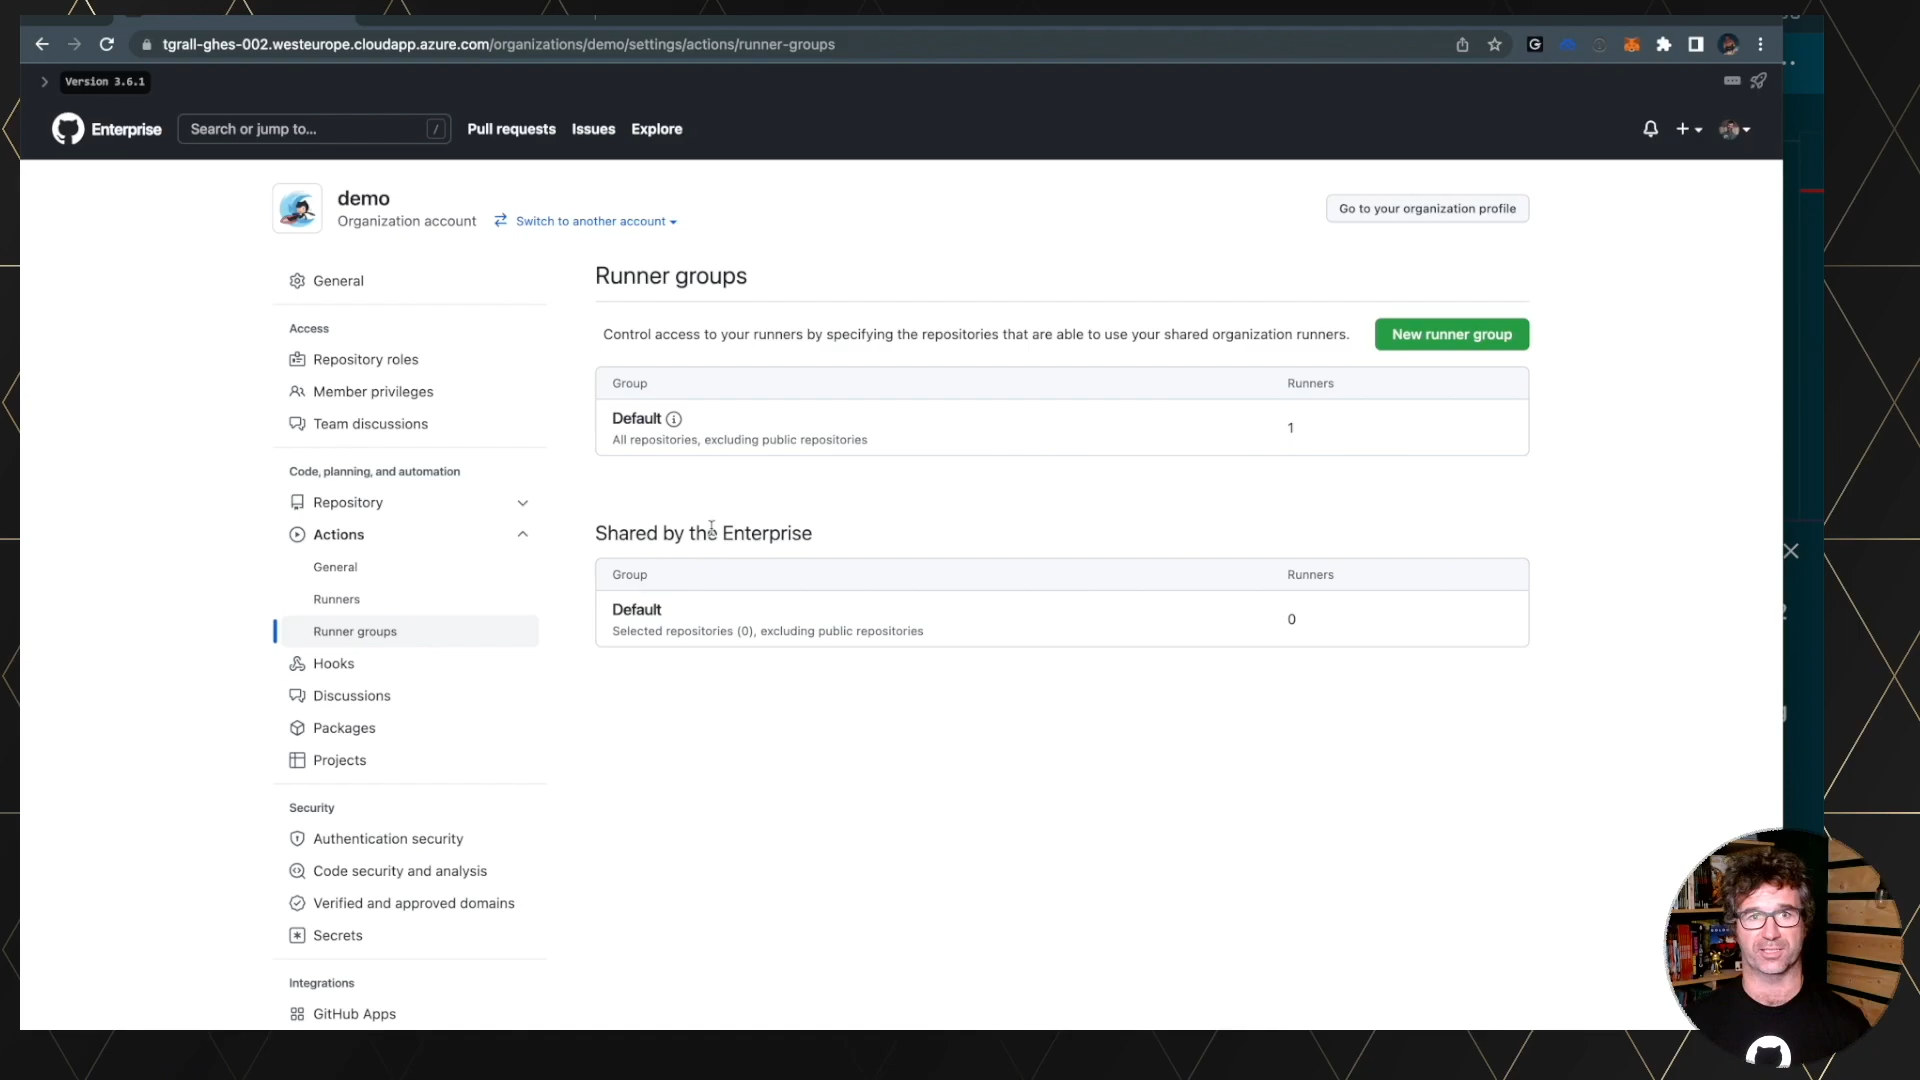 tgrall-ghes-002.westeurope.cloudapp.azure.com/organizations/demo/settings/actions/runner-groups
Version 3.6.1
Enterprise
Search or jump to...
/
Pull requests
Issues
Explore
demo
Organization account
Switch to another account
Go to your organization profile
General
Access
Repository roles
Member privileges
Team discussions
Code, planning, and automation
Repository
Actions
General
Runners
Runner groups
Hooks
Discussions
Packages
Projects
Security
Authentication security
Code security and analysis
Verified and approved domains
Secrets
Integrations
GitHub Apps
Runner groups
Control access to your runners by specifying the repositories that are able to use your shared organization runners.
New runner group
Group
Runners
Default
All repositories, excluding public repositories
1
Shared by the Enterprise
Group
Runners
Default
Selected repositories (0), excluding public repositories
0